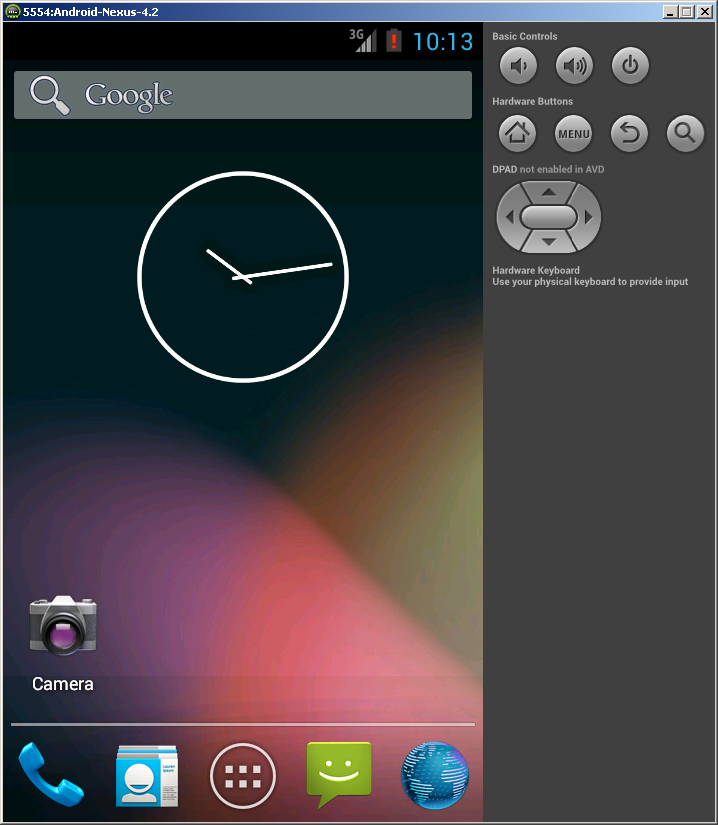 5554:Android-Nexus-4.2
3G
10:13
Google
Camera
Basic Controls
Hardware Buttons
MENU
DPAD not enabled in AVD
Hardware Keyboard
Use your physical keyboard to provide input